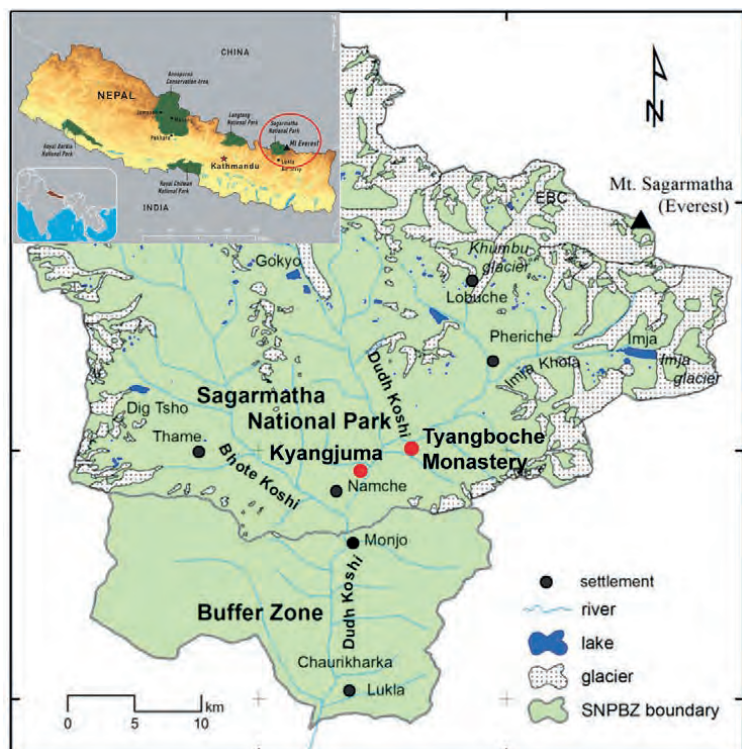 CHINA
NEPAL
Annapurna
Conservation Area
Langtang
National Park
Sagarmatha
National Park
Mt Everest
Lukla
Kathmandu
National Park
Royal Chitwan
National Park
INDIA
N
Mt. Sagarmatha
(Everest)
EBC
Khumbu
glacier
Gokyo
Lobuche
Pheriche
Imja
Imja
glacier
Imja Khola
Dudh Koshi
Sagarmatha
National Park
Dig Tsho
Thame
Tyangboche
Monastery
Kyangjuma
Bhote Koshi
Namche
Monjo
Dudh Koshi
Buffer Zone
Chaurikharka
Lukla
settlement
river
lake
glacier
SNPBZ boundary
km
0 5 10